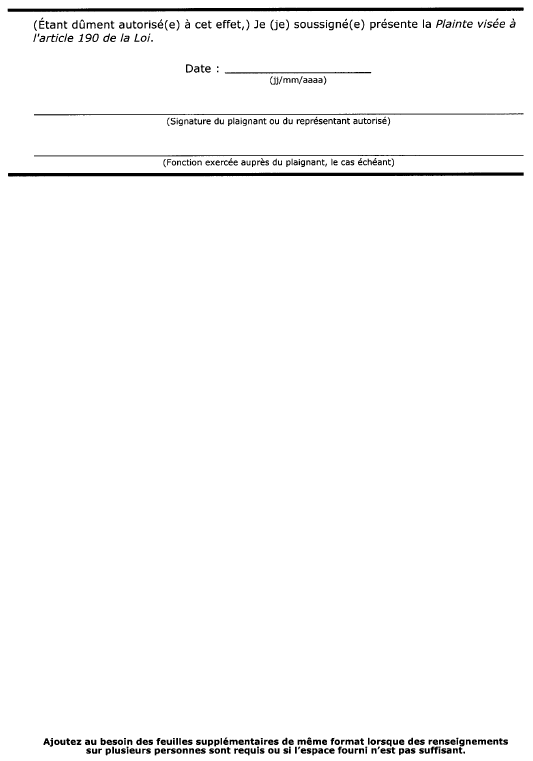 (Étant dûment autorisé(e) à cet effet,) Je (je) soussigné(e) présente la Plainte visée à
l'article 190 de la Loi.
Date : ____________________
(jj/mm/aaaa)
(Signature du plaignant ou du représentant autorisé)
(Fonction exercée auprès du plaignant, le cas échéant)
Ajoutez au besoin des feuilles supplémentaires de même format lorsque des renseignements
sur plusieurs personnes sont requis ou si l'espace fourni n'est pas suffisant.